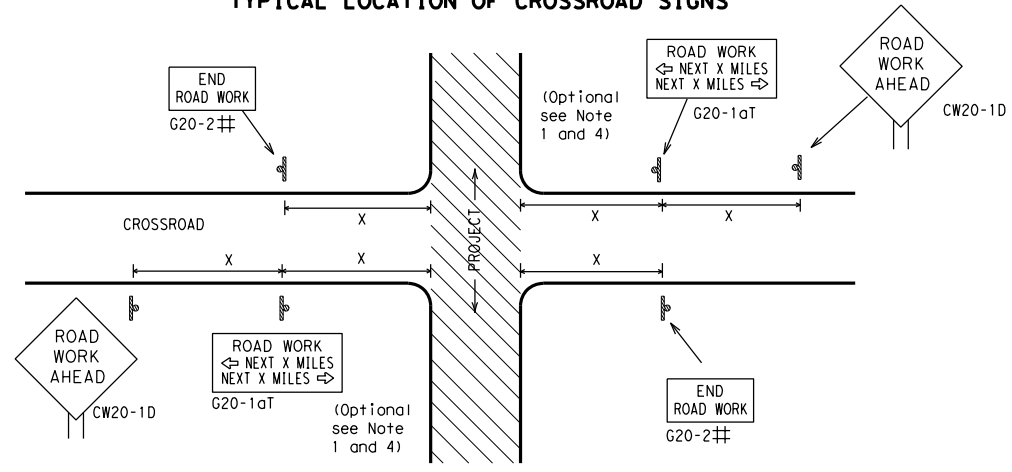 TYPICAL LOCATION OF CROSSROAD SIGNS
END
ROAD WORK
G20-2#
(Optional
see Note
1 and 4)
ROAD WORK
⇦ NEXT X MILES
NEXT X MILES ⇨
G20-1aT
ROAD
WORK
AHEAD
CW20-1D
X
X
X
CROSSROAD
PROJECT
X
X
X
ROAD
WORK
AHEAD
CW20-1D
ROAD WORK
⇦ NEXT X MILES
NEXT X MILES ⇨
G20-1aT
(Optional
see Note
1 and 4)
END
ROAD WORK
G20-2#